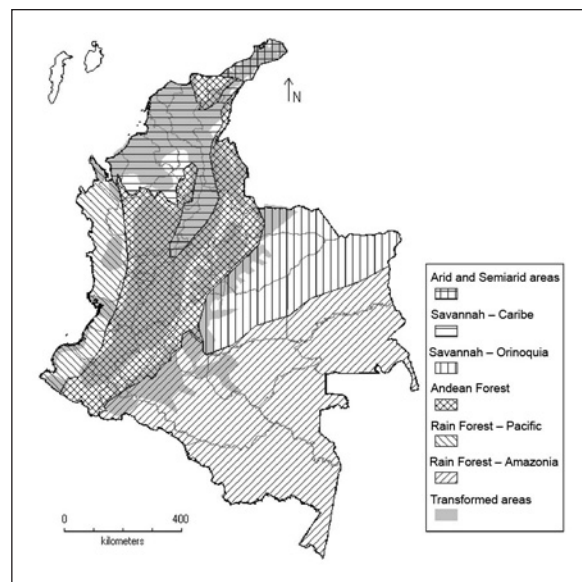 N
Arid and Semiarid areas
Savannah – Caribe
Savannah – Orinoquia
Andean Forest
Rain Forest – Pacific
Rain Forest – Amazonia
Transformed areas
0 400
kilometers